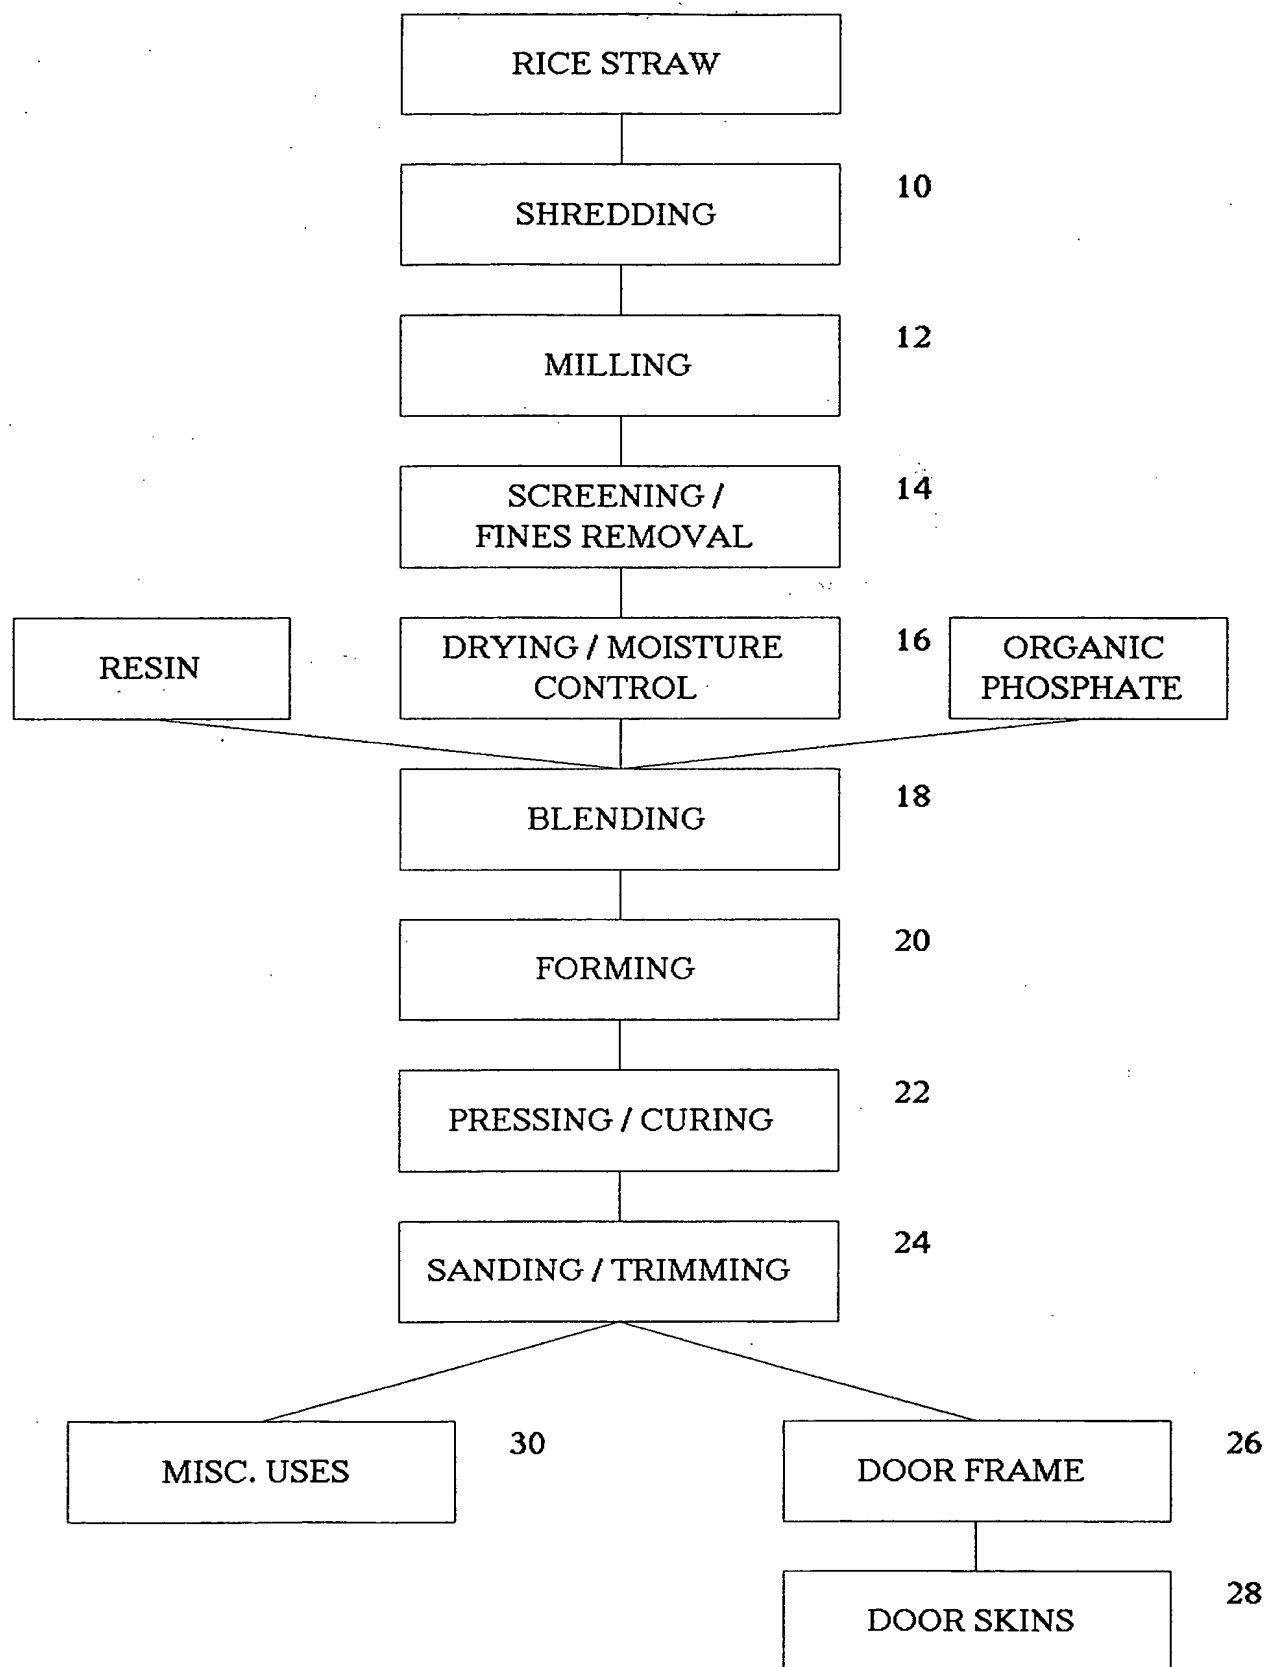 RICE STRAW
SHREDDING
10
MILLING
12
SCREENING /
FINES REMOVAL
14
RESIN
DRYING / MOISTURE
CONTROL
16
ORGANIC
PHOSPHATE
BLENDING
18
FORMING
20
PRESSING / CURING
22
SANDING / TRIMMING
24
MISC. USES
30
DOOR FRAME
26
DOOR SKINS
28